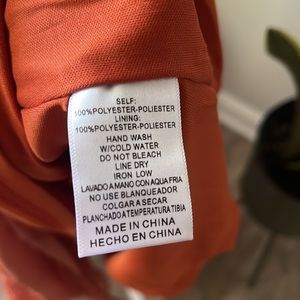 SELF:
100%POLYESTER-POLIESTER
LINING:
100%POLYESTER-POLIESTER
HAND WASH
W/COLD WATER
DO NOT BLEACH
LINE DRY
IRON LOW
LAVADO A MANO CON AQUA FRIA
NO USE BLANQUEADOR
COLGAR A SECAR
PLANCHADO A TEMPERATURA TIBIA
MADE IN CHINA
HECHO EN CHINA